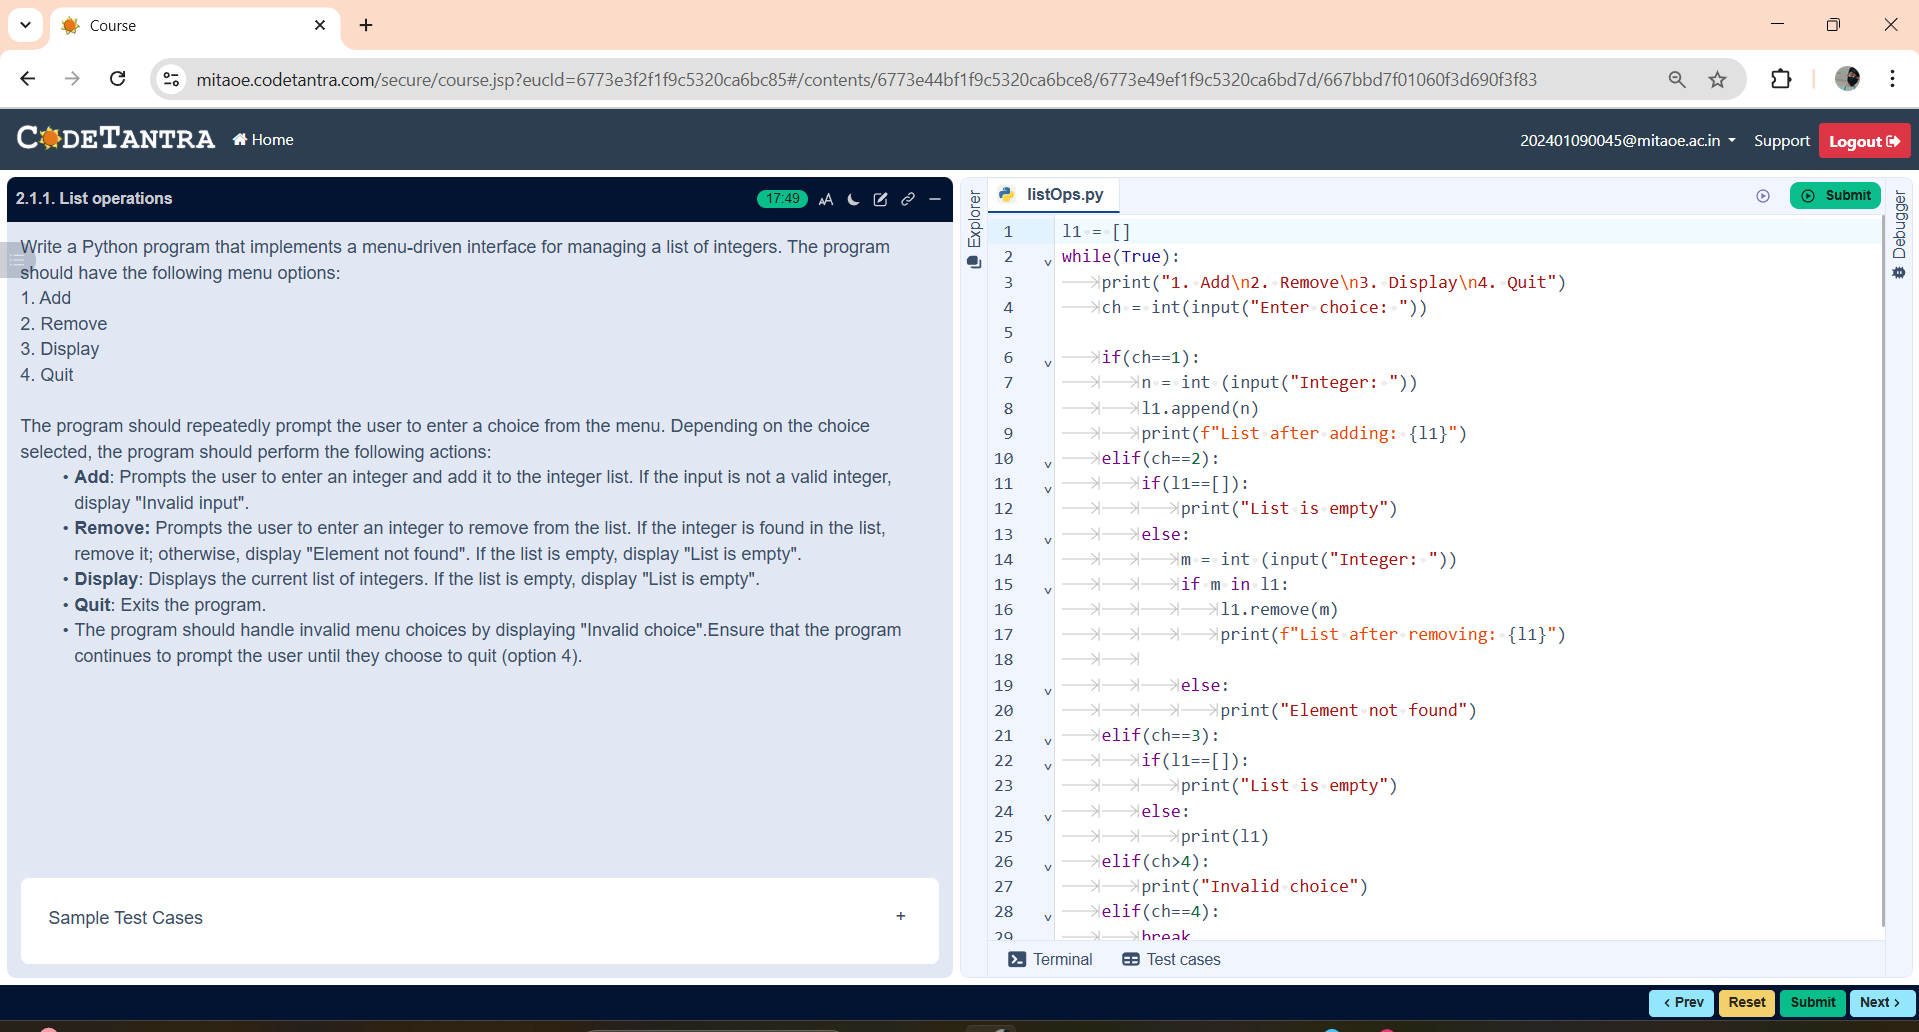 Course
mitaoe.codetantra.com/secure/course.jsp?eucId=6773e3f2f1f9c5320ca6bc85#/contents/6773e44bf1f9c5320ca6bce8/6773e49ef1f9c5320ca6bd7d/667bbd7f01060f3d690f3f83
CODETANTRA
Home
202401090045@mitaoe.ac.in
Support
Logout
2.1.1. List operations
17:49
AA
Write a Python program that implements a menu-driven interface for managing a list of integers. The program
should have the following menu options:
1. Add
2. Remove
3. Display
4. Quit
The program should repeatedly prompt the user to enter a choice from the menu. Depending on the choice
selected, the program should perform the following actions:
• Add: Prompts the user to enter an integer and add it to the integer list. If the input is not a valid integer,
display "Invalid input".
• Remove: Prompts the user to enter an integer to remove from the list. If the integer is found in the list,
remove it; otherwise, display "Element not found". If the list is empty, display "List is empty".
• Display: Displays the current list of integers. If the list is empty, display "List is empty".
• Quit: Exits the program.
• The program should handle invalid menu choices by displaying "Invalid choice".Ensure that the program
continues to prompt the user until they choose to quit (option 4).
Sample Test Cases
+
Explorer
listOps.py
Submit
Debugger
1 l1 = []
2 while(True):
3 print("1. Add\n2. Remove\n3. Display\n4. Quit")
4 ch = int(input("Enter choice: "))
5
6 if(ch==1):
7 n = int (input("Integer: "))
8 l1.append(n)
9 print(f"List after adding: {l1}")
10 elif(ch==2):
11 if(l1==[]):
12 print("List is empty")
13 else:
14 m = int (input("Integer: "))
15 if m in l1:
16 l1.remove(m)
17 print(f"List after removing: {l1}")
18
19 else:
20 print("Element not found")
21 elif(ch==3):
22 if(l1==[]):
23 print("List is empty")
24 else:
25 print(l1)
26 elif(ch>4):
27 print("Invalid choice")
28 elif(ch==4):
29 break
Terminal
Test cases
< Prev
Reset
Submit
Next >